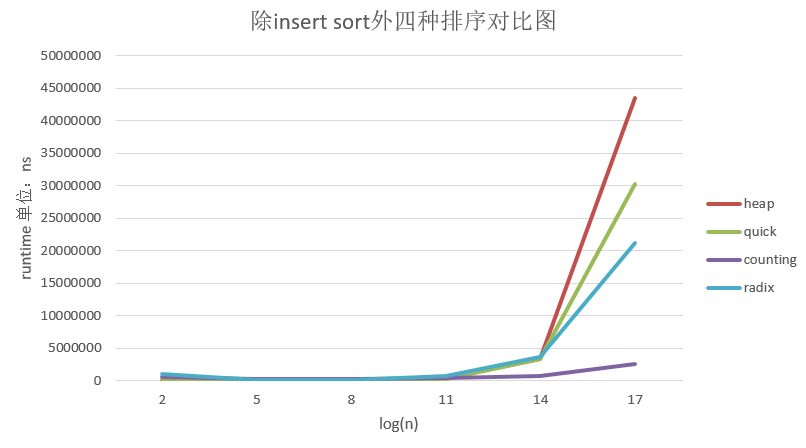 除insert sort外四种排序对比图
50000000
45000000
40000000
35000000
30000000
25000000
20000000
15000000
10000000
5000000
0
runtime 单位：ns
2 5 8 11 14 17
log(n)
heap
quick
counting
radix